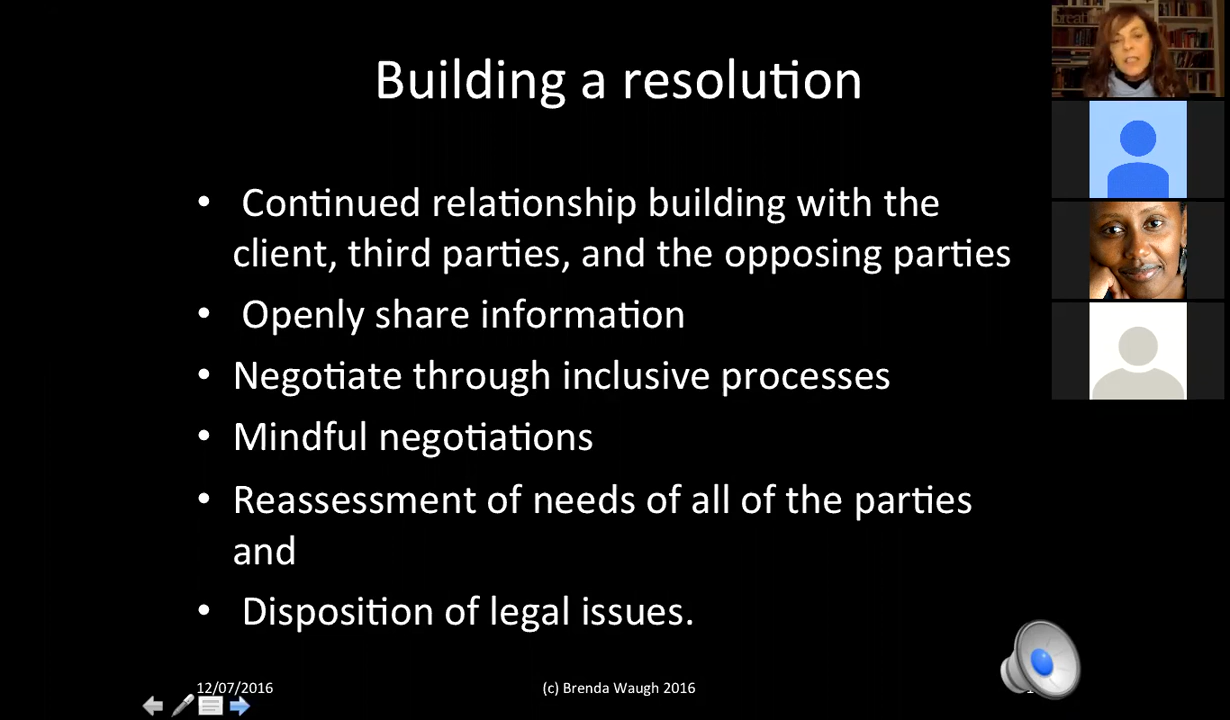 Building a resolution
• Continued relationship building with the
client, third parties, and the opposing parties
• Openly share information
• Negotiate through inclusive processes
• Mindful negotiations
• Reassessment of needs of all of the parties
and
• Disposition of legal issues.
12/07/2016
(c) Brenda Waugh 2016